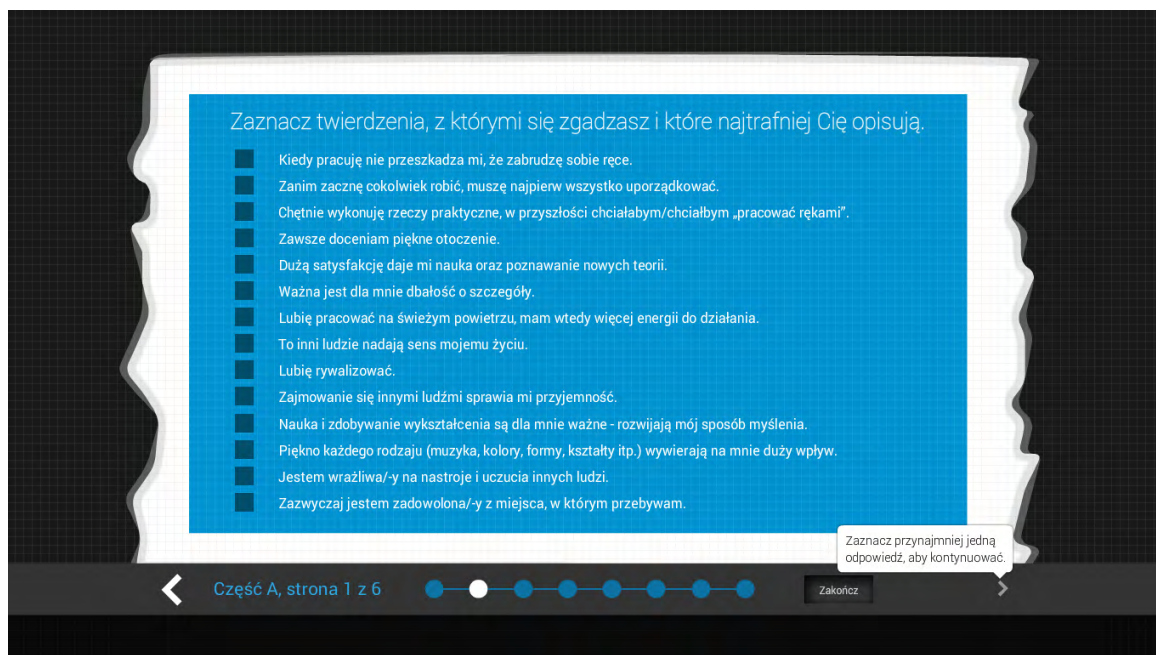 Zaznacz twierdzenia, z którymi się zgadzasz i które najtrafniej Cię opisują.
Kiedy pracuję nie przeszkadza mi, że zabrudzę sobie ręce.
Zanim zacznę cokolwiek robić, muszę najpierw wszystko uporządkować.
Chętnie wykonuję rzeczy praktyczne, w przyszłości chciałabym/chciałbym „pracować rękami”.
Zawsze doceniam piękne otoczenie.
Dużą satysfakcję daje mi nauka oraz poznawanie nowych teorii.
Ważna jest dla mnie dbałość o szczegóły.
Lubię pracować na świeżym powietrzu, mam wtedy więcej energii do działania.
To inni ludzie nadają sens mojemu życiu.
Lubię rywalizować.
Zajmowanie się innymi ludźmi sprawia mi przyjemność.
Nauka i zdobywanie wykształcenia są dla mnie ważne - rozwijają mój sposób myślenia.
Piękno każdego rodzaju (muzyka, kolory, formy, kształty itp.) wywierają na mnie duży wpływ.
Jestem wrażliwa/-y na nastroje i uczucia innych ludzi.
Zazwyczaj jestem zadowolona/-y z miejsca, w którym przebywam.
Zaznacz przynajmniej jedną
odpowiedź, aby kontynuować.
Część A, strona 1 z 6
Zakończ